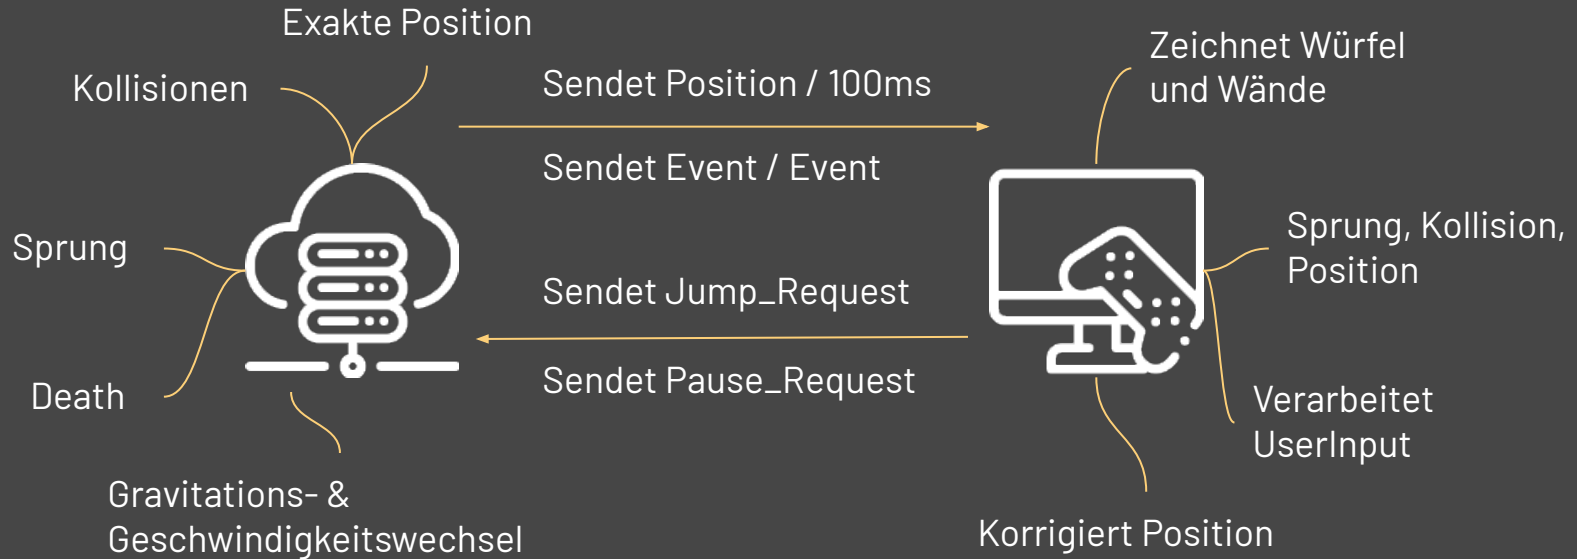 Exakte Position
Kollisionen
Sprung
Death
Gravitations- &
Geschwindigkeitswechsel
Sendet Position / 100ms
Sendet Event / Event
Sendet Jump_Request
Sendet Pause_Request
Zeichnet Würfel
und Wände
Sprung, Kollision,
Position
Verarbeitet
UserInput
Korrigiert Position